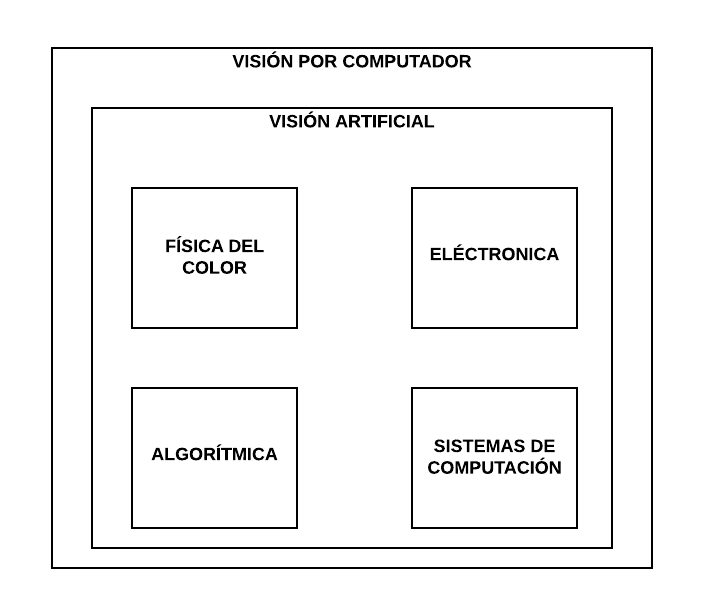 VISIÓN POR COMPUTADOR
VISIÓN ARTIFICIAL
FÍSICA DEL
COLOR
ELÉCTRONICA
ALGORÍTMICA
SISTEMAS DE
COMPUTACIÓN